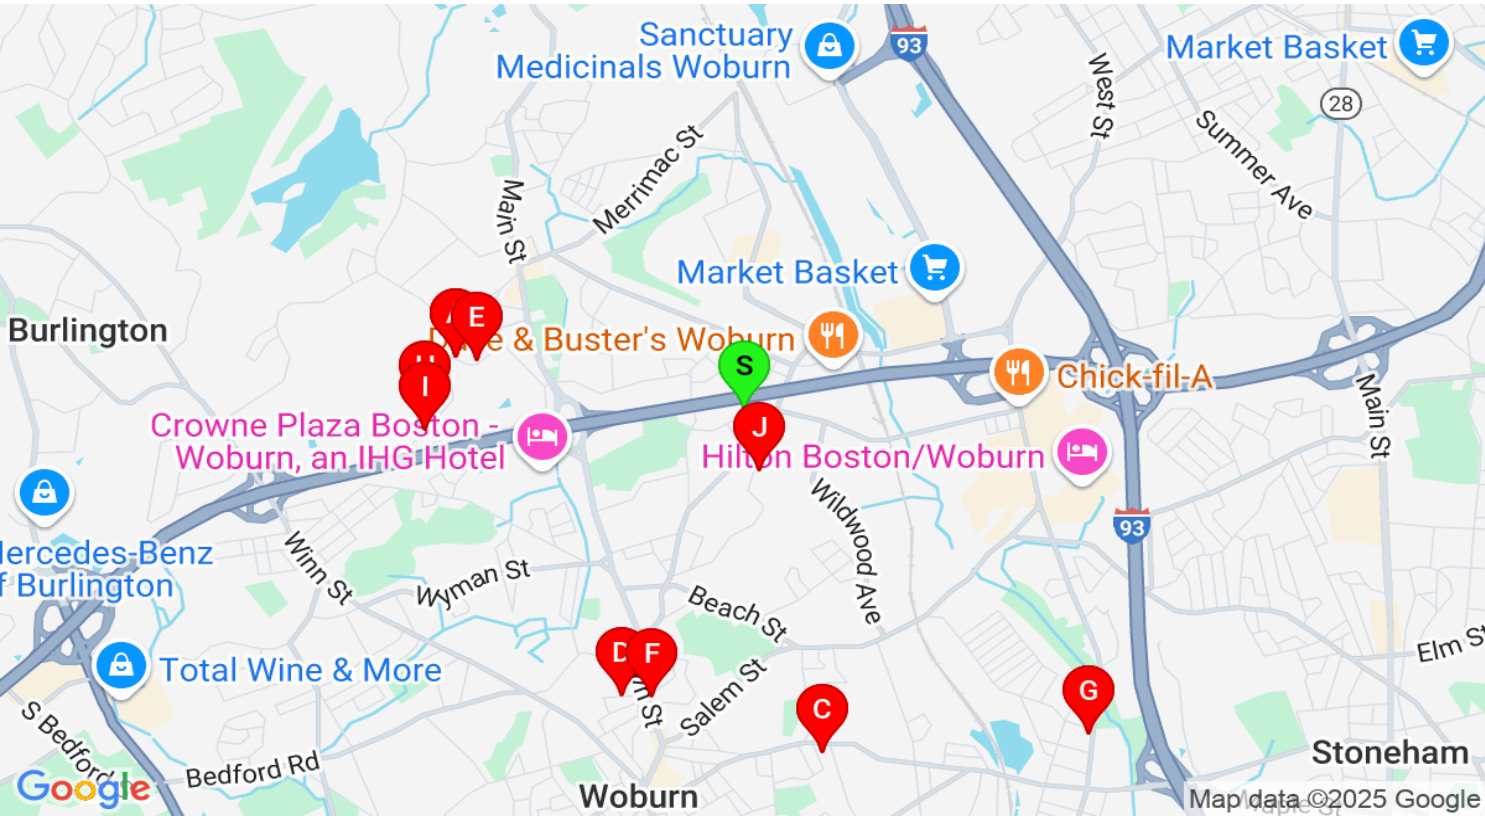 Sanctuary
Medicinals Woburn
93
Market Basket
West St
28
Summer Ave
Merrimac St
Main St
Market Basket
Burlington
E
& Buster's Woburn
S
I
Chick-fil-A
Main St
Crowne Plaza Boston -
Woburn, an IHG Hotel
J
Hilton Boston/Woburn
Wildwood Ave
93
Mercedes-Benz
of Burlington
Winn St
Wyman St
Beach St
Elm St
D
F
Total Wine & More
Salem St
G
C
S Bedford
Bedford Rd
Stoneham
Google
Woburn
Map data ©2025 Google